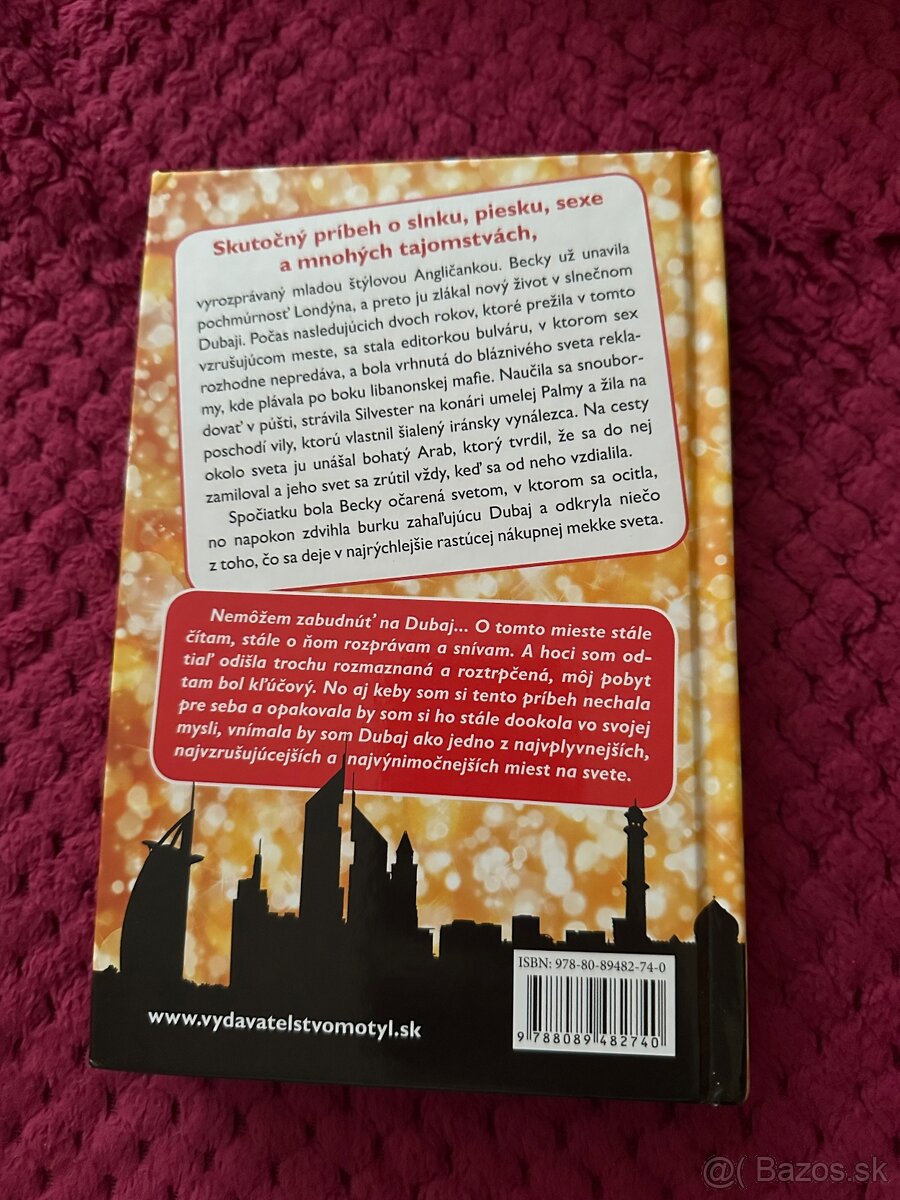 Skutočný príbeh o slnku, piesku, sexe
a mnohých tajomstvách,
vyrozprávaný mladou štýlovou Angličankou. Becky už unavila
pochmúrnosť Londýna, a preto ju zlákal nový život v slnečnom
Dubaji. Počas nasledujúcich dvoch rokov, ktoré prežila v tomto
vzrušujúcom meste, sa stala editorkou bulváru, v ktorom sex
rozhodne nepredáva, a bola vrhnutá do bláznivého sveta rekla-
my, kde plávala po boku libanonskej mafie. Naučila sa snoubor-
dovať v púšti, strávila Silvester na konári umelej Palmy a žila na
poschodí vily, ktorú vlastnil šialený iránsky vynálezca. Na cesty
okolo sveta ju unášal bohatý Arab, ktorý tvrdil, že sa do nej
zamiloval a jeho svet sa zrútil vždy, keď sa od neho vzdialila.
Spočiatku bola Becky očarená svetom, v ktorom sa ocitla,
no napokon zdvihla burku zahaľujúcu Dubaj a odkryla niečo
z toho, čo sa deje v najrýchlejšie rastúcej nákupnej mekke sveta.
Nemôžem zabudnúť na Dubaj... O tomto mieste stále
čítam, stále o ňom rozprávam a snívam. A hoci som od-
tiaľ odišla trochu rozmaznaná a roztrpčená, môj pobyt
tam bol kľúčový. No aj keby som si tento príbeh nechala
pre seba a opakovala by som si ho stále dookola vo svojej
mysli, vnímala by som Dubaj ako jedno z najvplyvnejších,
najvzrušujúcejších a najvýnimočnejších miest na svete.
ISBN: 978-80-89482-74-0
9 788089 482740
www.vydavatelstvomotyl.sk
@( Bazos.sk